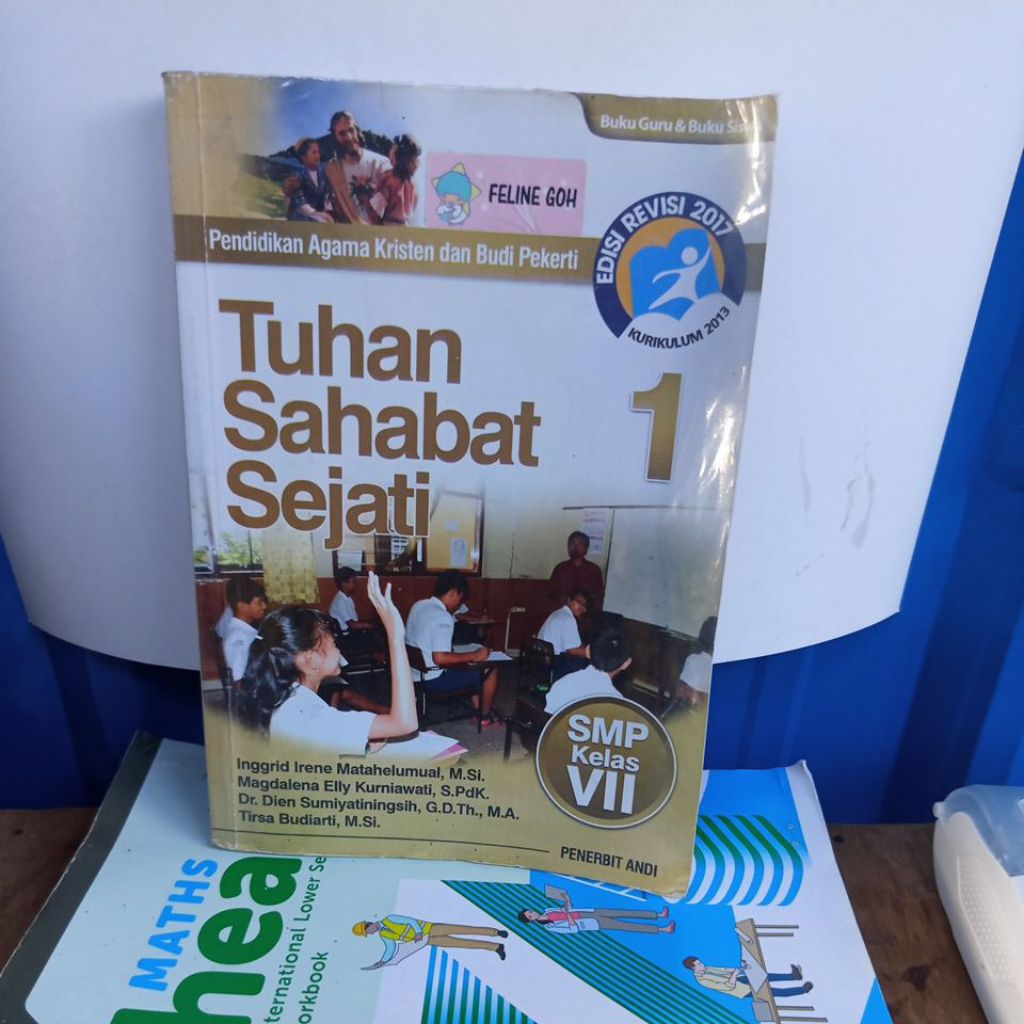 Buku Guru & Buku
FELINE GOH
EDISI REVISI 2017
KURIKULUM 2013
Pendidikan Agama Kristen dan Budi Pekerti
Tuhan
Sahabat
Sejati
1
SMP
Kelas
VII
Inggrid Irene Matahelumual, M.Si.
Magdalena Elly Kurniawati, S.PdK.
Dr. Dien Sumiyatiningsih, G.D.Th., M.A.
Tirsa Budiarti, M.Si.
PENERBIT ANDI
MATHS
hea
ternational Lower Se
orkbook